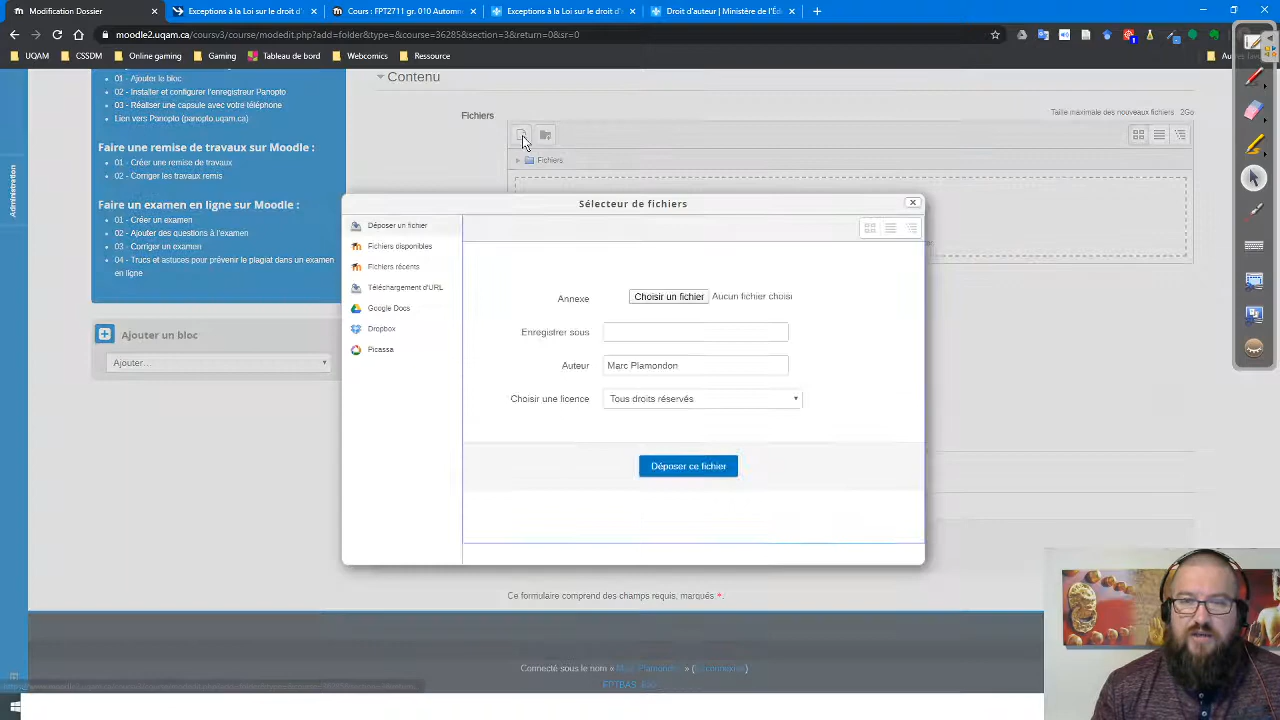 Modification Dossier
Exceptions à la Loi sur le droit d'
Cours : FPT2711 gr. 010 Automn
Exceptions à la Loi sur le droit d'
Droit d'auteur | Ministère de l'Éd
moodle2.uqam.ca/coursv3/course/modedit.php?add=folder&type=&course=36285&section=3&return=0&sr=0
UQAM
CSSDM
Online gaming
Gaming
Tableau de bord
Webcomics
Ressource
Autres fav
01 - Ajouter le bloc
02 - Installer et configurer l'enregistreur Panopto
03 - Réaliser une capsule avec votre téléphone
Lien vers Panopto (panopto.uqam.ca)
Faire une remise de travaux sur Moodle :
01 - Créer une remise de travaux
02 - Corriger les travaux remis
Faire un examen en ligne sur Moodle :
01 - Créer un examen
02 - Ajouter des questions à l'examen
03 - Corriger un examen
04 - Trucs et astuces pour prévenir le plagiat dans un examen
en ligne
Administration
Ajouter un bloc
Ajouter...
Contenu
Fichiers
Taille maximale des nouveaux fichiers : 2Go
Fichiers
Sélecteur de fichiers
Déposer un fichier
Fichiers disponibles
Fichiers récents
Téléchargement d'URL
Google Docs
Dropbox
Picassa
Annexe
Choisir un fichier
Aucun fichier choisi
Enregistrer sous
Auteur
Marc Plamondon
Choisir une licence
Tous droits réservés
Déposer ce fichier
Ce formulaire comprend des champs requis, marqués *.
Connecté sous le nom « Marc Plamondon » (
FPTBAS